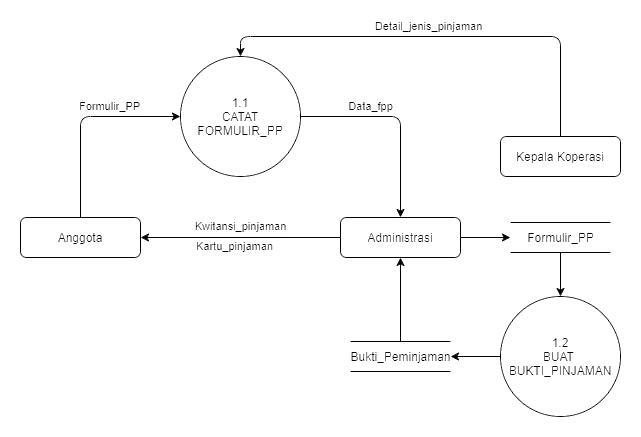 Detail_jenis_pinjaman
Formulir_PP
1.1
CATAT
FORMULIR_PP
Data_fpp
Kepala Koperasi
Anggota
Kwitansi_pinjaman
Kartu_pinjaman
Administrasi
Formulir_PP
Bukti_Peminjaman
1.2
BUAT
BUKTI_PINJAMAN